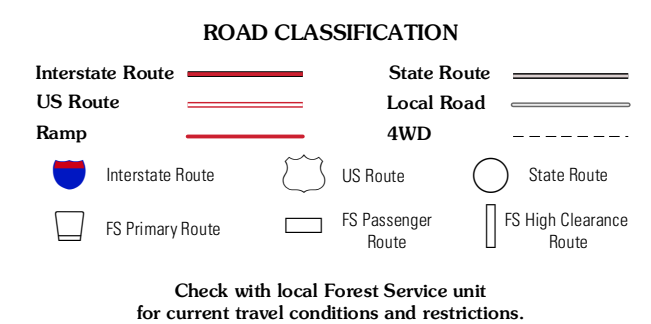 ROAD CLASSIFICATION
Interstate Route
State Route
US Route
Local Road
Ramp
4WD
Interstate Route
US Route
State Route
FS Primary Route
FS Passenger
Route
FS High Clearance
Route
Check with local Forest Service unit
for current travel conditions and restrictions.